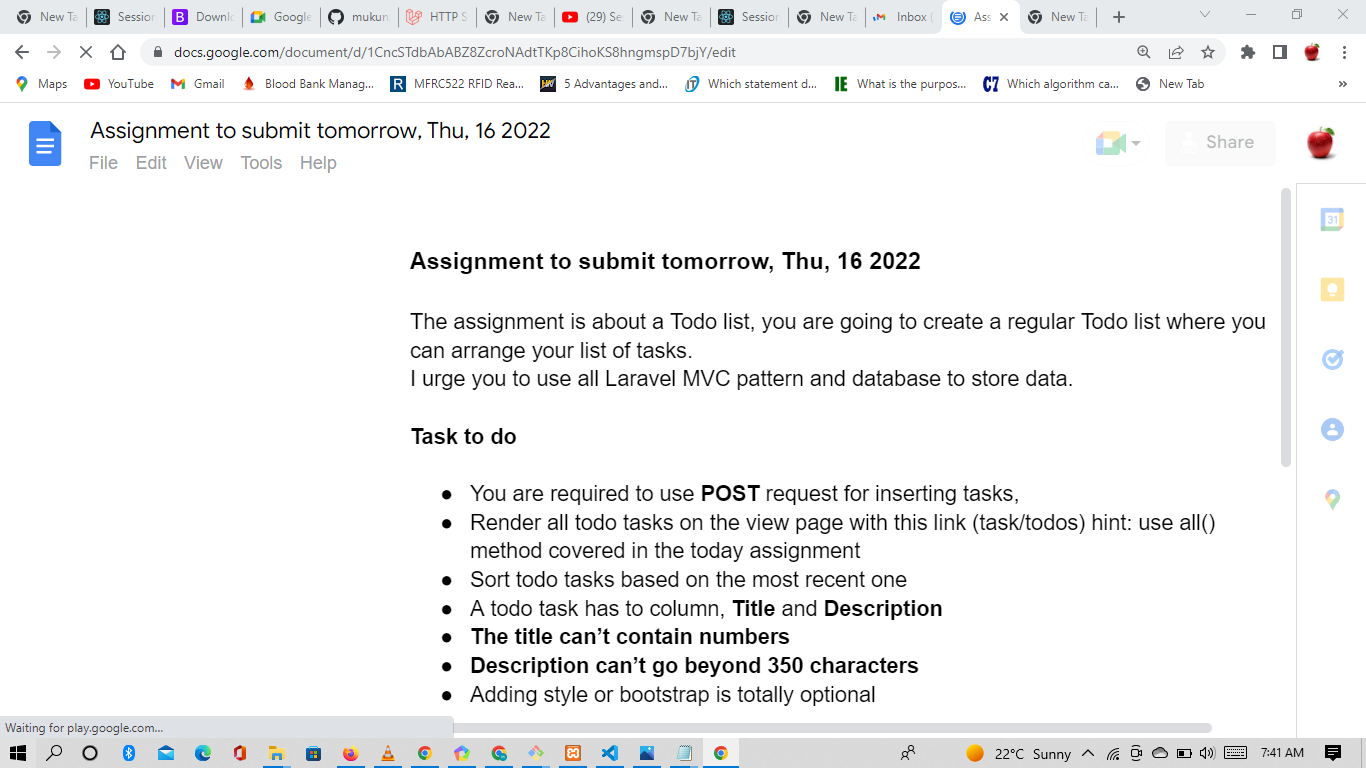 New Ta
Session
Downlo
Google
mukun
HTTP S
New Ta
(29) Se
New Ta
Session
New Ta
Inbox (
Ass
New Ta
docs.google.com/document/d/1CncSTdbAbABZ8ZcroNAdtTKp8CihoKS8hngmspD7bjY/edit
Maps
YouTube
Gmail
Blood Bank Manag...
MFRC522 RFID Rea...
5 Advantages and...
Which statement d...
What is the purpos...
Which algorithm ca...
New Tab
»
Assignment to submit tomorrow, Thu, 16 2022
File Edit View Tools Help
Share
31
Assignment to submit tomorrow, Thu, 16 2022
The assignment is about a Todo list, you are going to create a regular Todo list where you
can arrange your list of tasks.
I urge you to use all Laravel MVC pattern and database to store data.
Task to do
● You are required to use POST request for inserting tasks,
● Render all todo tasks on the view page with this link (task/todos) hint: use all()
method covered in the today assignment
● Sort todo tasks based on the most recent one
● A todo task has to column, Title and Description
● The title can’t contain numbers
● Description can’t go beyond 350 characters
● Adding style or bootstrap is totally optional
Waiting for play.google.com...
22°C Sunny
7:41 AM